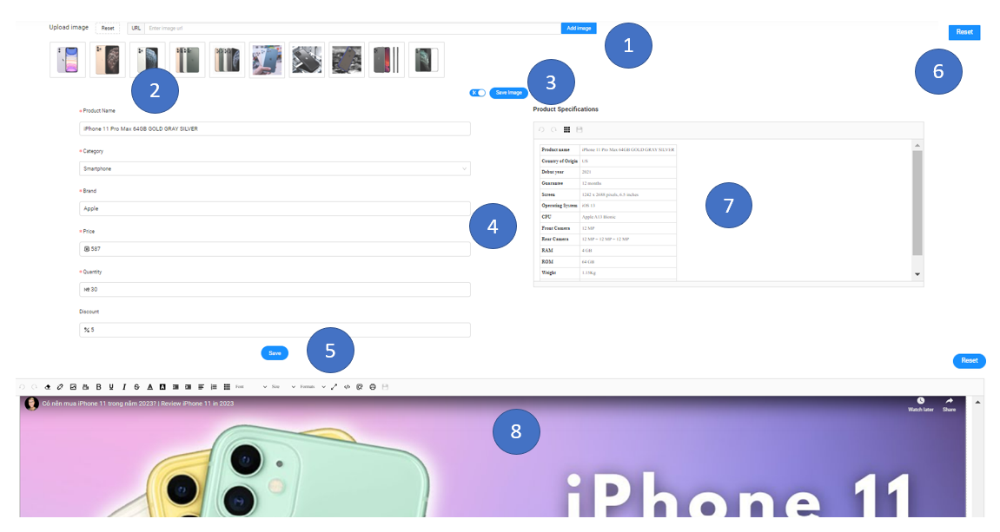 Upload image Reset URL Enter image url Add image
Reset
1
6
2
3
Save Image
Product Name
iPhone 11 Pro Max 64GB GOLD GRAY SILVER
Category
Smartphone
Brand
Apple
4
Price
587
Quantity
№ 30
Discount
% 5
Save
5
Product Specifications
Product name iPhone 11 Pro Max 64GB GOLD GRAY SILVER
Country of Origin US
Debut year 2021
Guarantee 12 months
Screen 1242 x 2688 pixels, 6.5 inches
Operating System iOS 13
CPU Apple A13 Bionic
Front Camera 12 MP
Rear Camera 12 MP + 12 MP + 12 MP
RAM 4 GB
ROM 64 GB
Weight
7
Reset
Font Size Formats
Có nên mua iPhone 11 trong năm 2023? | Review iPhone 11 in 2023
Watch later Share
8
iPhone 11